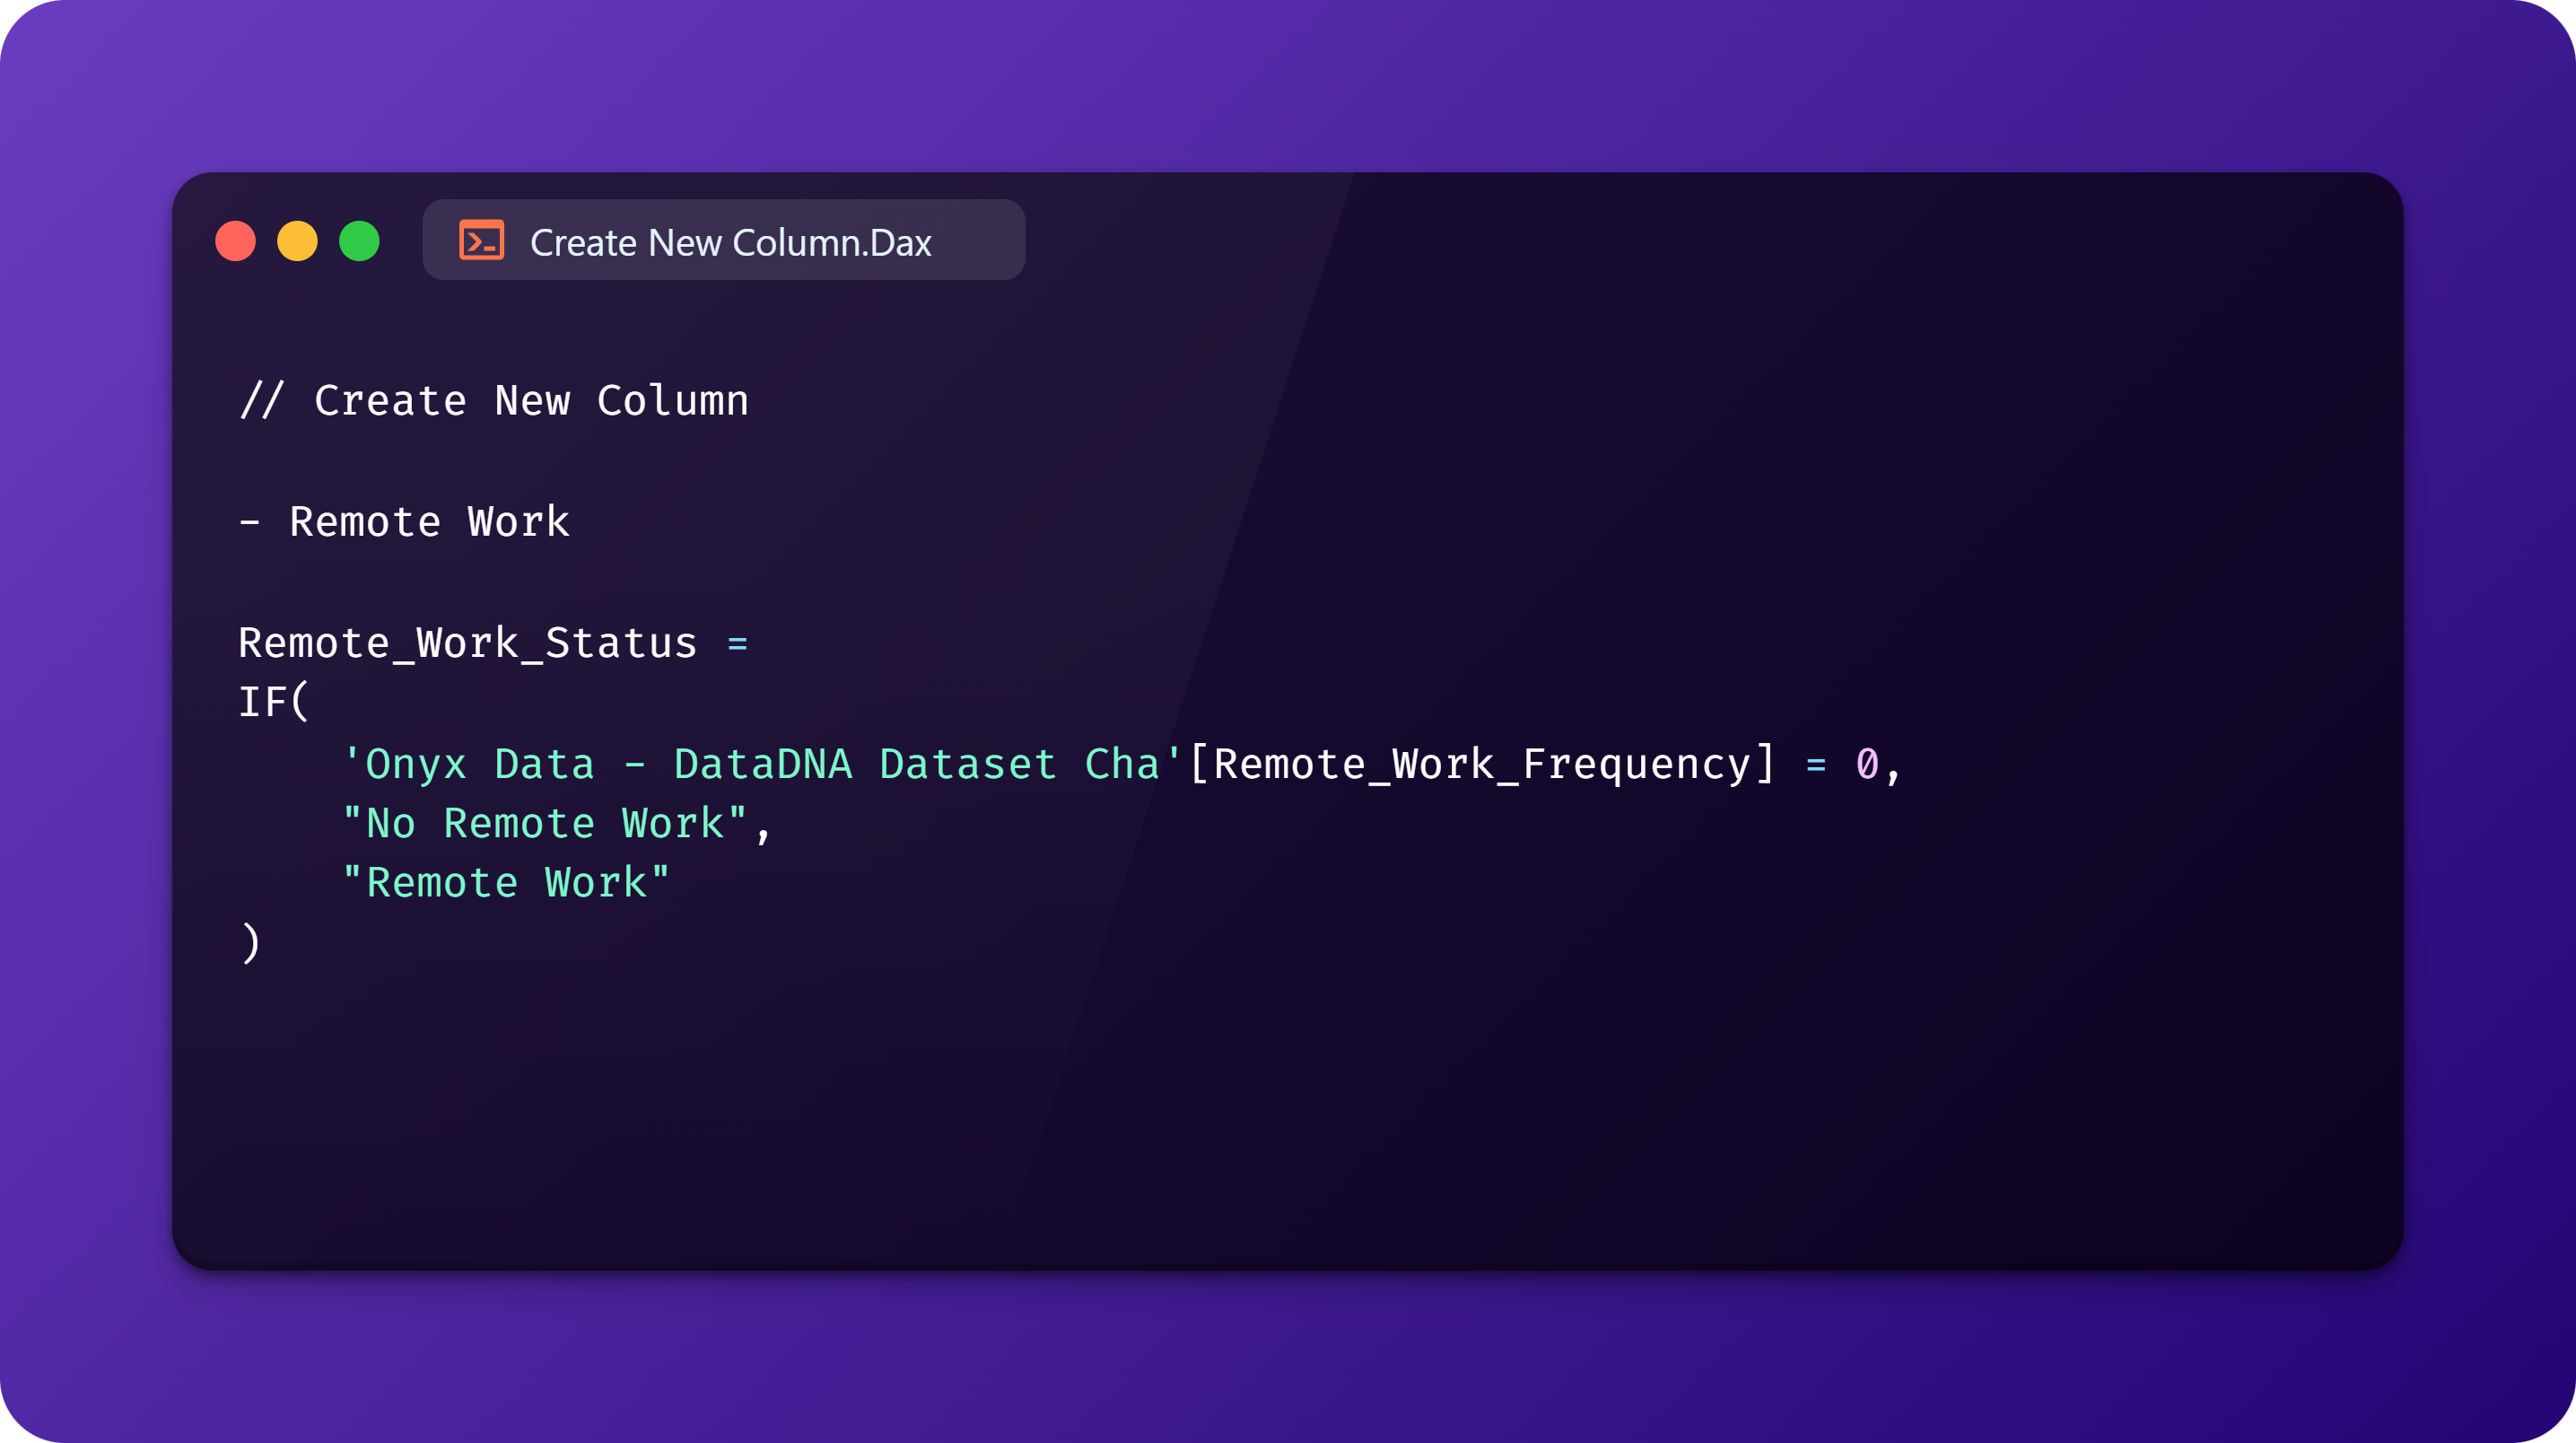 Create New Column.Dax
// Create New Column
- Remote Work
Remote_Work_Status =
IF(
    'Onyx Data - DataDNA Dataset Cha'[Remote_Work_Frequency] = 0,
    "No Remote Work",
    "Remote Work"
)